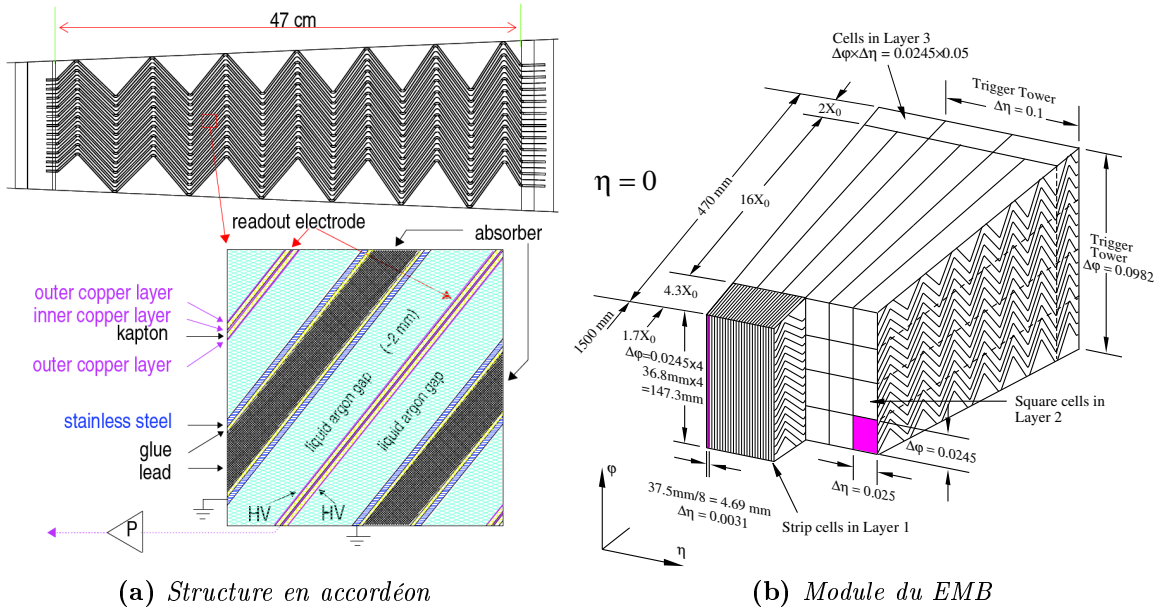 47 cm
readout electrode
absorber
outer copper layer
inner copper layer
kapton
outer copper layer
stainless steel
glue
lead
(~2 mm)
liquid argon gap
liquid argon gap
HV
HV
P
(a) Structure en accordéon
Cells in Layer 3
Δφ×Δη = 0.0245×0.05
Trigger Tower
Δη = 0.1
2X₀
η = 0
470 mm
16X₀
Trigger
Tower
Δφ = 0.0982
4.3X₀
1500 mm
1.7X₀
Δφ=0.0245x4
36.8mmx4
=147.3mm
Square cells in
Layer 2
Δφ = 0.0245
Δη = 0.025
37.5mm/8 = 4.69 mm
Δη = 0.0031
Strip cells in Layer 1
φ
η
(b) Module du EMB